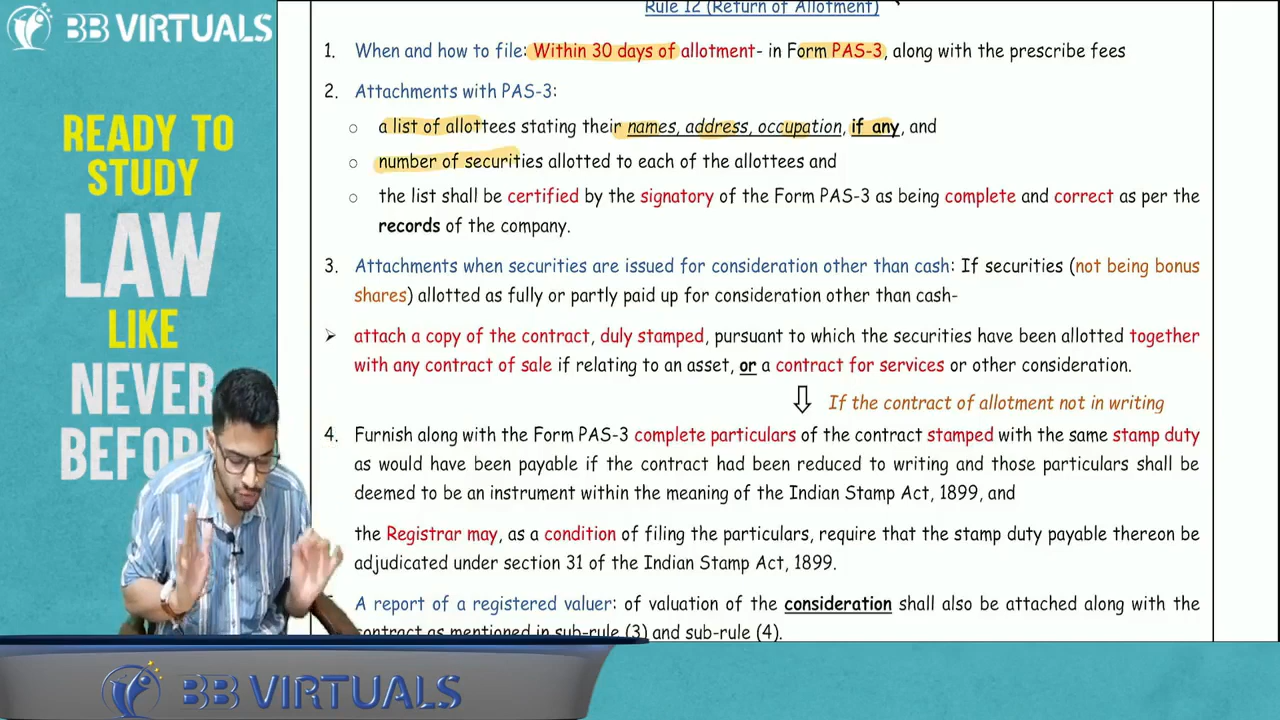 BB VIRTUALS
READY TO
STUDY
LAW
LIKE
NEVER
Rule 12 (Return of Allotment)
1. When and how to file: Within 30 days of allotment- in Form PAS-3, along with the prescribe fees
2. Attachments with PAS-3:
○ a list of allottees stating their names, address, occupation, if any, and
○ number of securities allotted to each of the allottees and
○ the list shall be certified by the signatory of the Form PAS-3 as being complete and correct as per the
records of the company.
3. Attachments when securities are issued for consideration other than cash: If securities (not being bonus
shares) allotted as fully or partly paid up for consideration other than cash-
➢ attach a copy of the contract, duly stamped, pursuant to which the securities have been allotted together
with any contract of sale if relating to an asset, or a contract for services or other consideration.
If the contract of allotment not in writing
4. Furnish along with the Form PAS-3 complete particulars of the contract stamped with the same stamp duty
as would have been payable if the contract had been reduced to writing and those particulars shall be
deemed to be an instrument within the meaning of the Indian Stamp Act, 1899, and
the Registrar may, as a condition of filing the particulars, require that the stamp duty payable thereon be
adjudicated under section 31 of the Indian Stamp Act, 1899.
A report of a registered valuer: of valuation of the consideration shall also be attached along with the
contract as mentioned in sub-rule (3) and sub-rule (4).
BB VIRTUALS